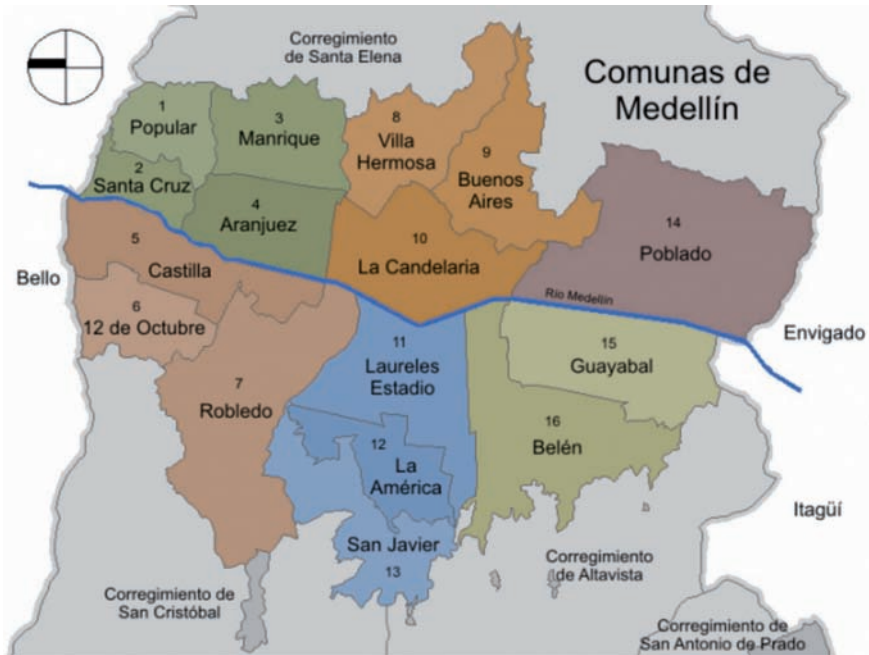 Corregimiento
de Santa Elena
Comunas de
Medellín
1
Popular
3
Manrique
8
Villa
Hermosa
9
Buenos
Aires
2
Santa Cruz
4
Aranjuez
14
Poblado
5
Castilla
10
La Candelaria
Bello
6
12 de Octubre
Río Medellín
Envigado
11
Laureles
Estadio
15
Guayabal
7
Robledo
16
Belén
12
La
América
Itagüí
San Javier
13
Corregimiento
de Altavista
Corregimiento de
San Cristóbal
Corregimiento de
San Antonio de Prado